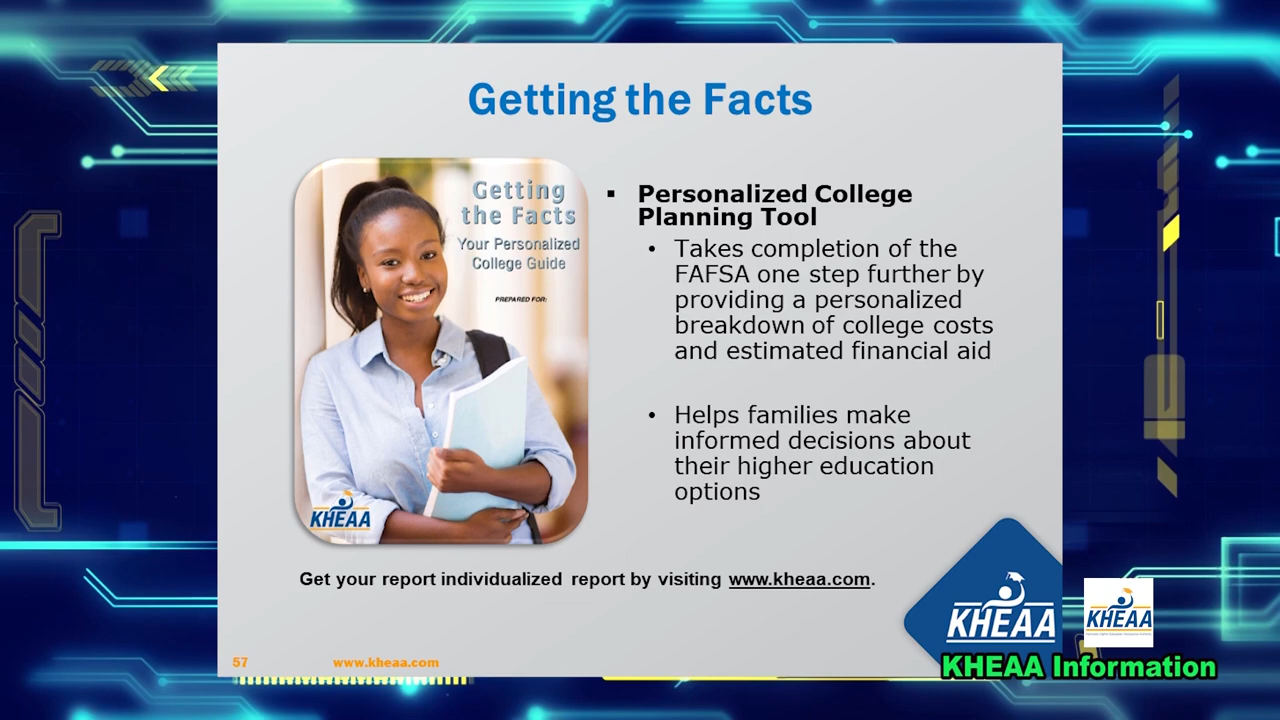 Getting the Facts
Getting
the Facts
Your Personalized
College Guide
PREPARED FOR:
KHEAA
▪ Personalized College
Planning Tool
• Takes completion of the
FAFSA one step further by
providing a personalized
breakdown of college costs
and estimated financial aid
• Helps families make
informed decisions about
their higher education
options
Get your report individualized report by visiting www.kheaa.com.
KHEAA
KHEAA
57 www.kheaa.com
KHEAA Information